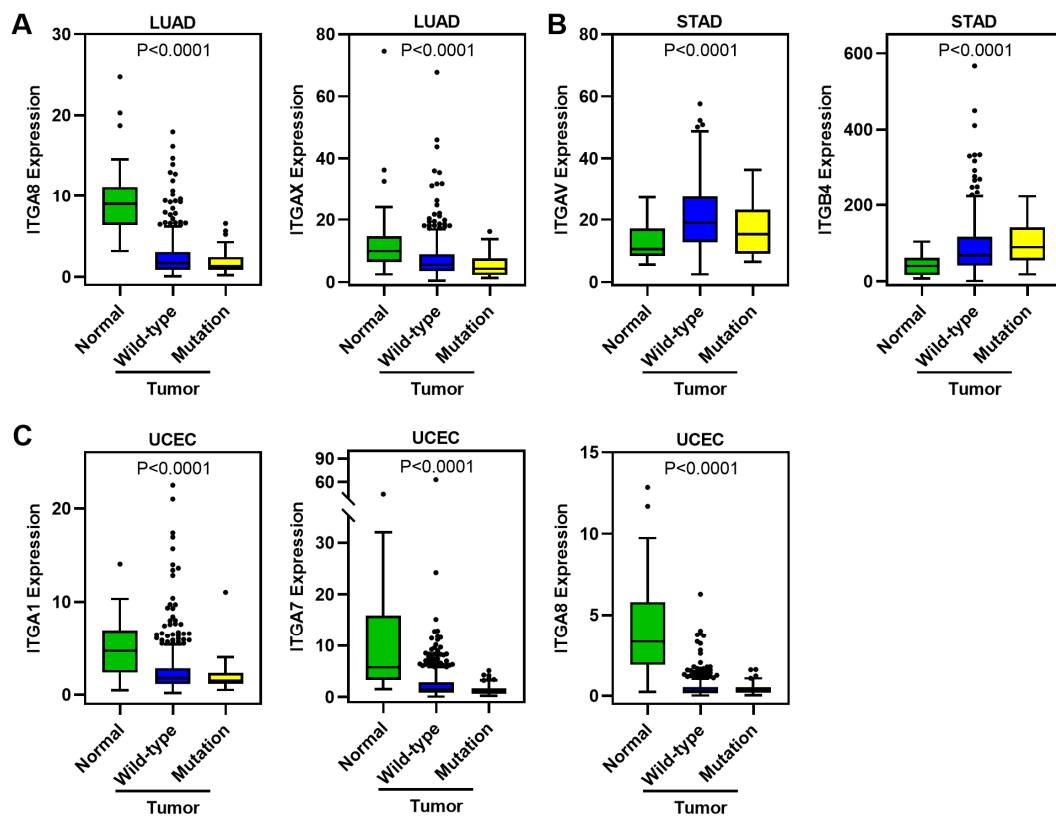 A
LUAD
P<0.0001
ITGA8 Expression
30
20
10
0
Normal
Wild-type
Mutation
Tumor
LUAD
P<0.0001
ITGAX Expression
80
60
40
20
0
Normal
Wild-type
Mutation
Tumor
B
STAD
P<0.0001
ITGAV Expression
80
60
40
20
0
Normal
Wild-type
Mutation
Tumor
STAD
P<0.0001
ITGB4 Expression
600
400
200
0
Normal
Wild-type
Mutation
Tumor
C
UCEC
P<0.0001
ITGA1 Expression
20
10
0
Normal
Wild-type
Mutation
Tumor
UCEC
P<0.0001
ITGA7 Expression
90
60
30
20
10
0
Normal
Wild-type
Mutation
Tumor
UCEC
P<0.0001
ITGA8 Expression
15
10
5
0
Normal
Wild-type
Mutation
Tumor